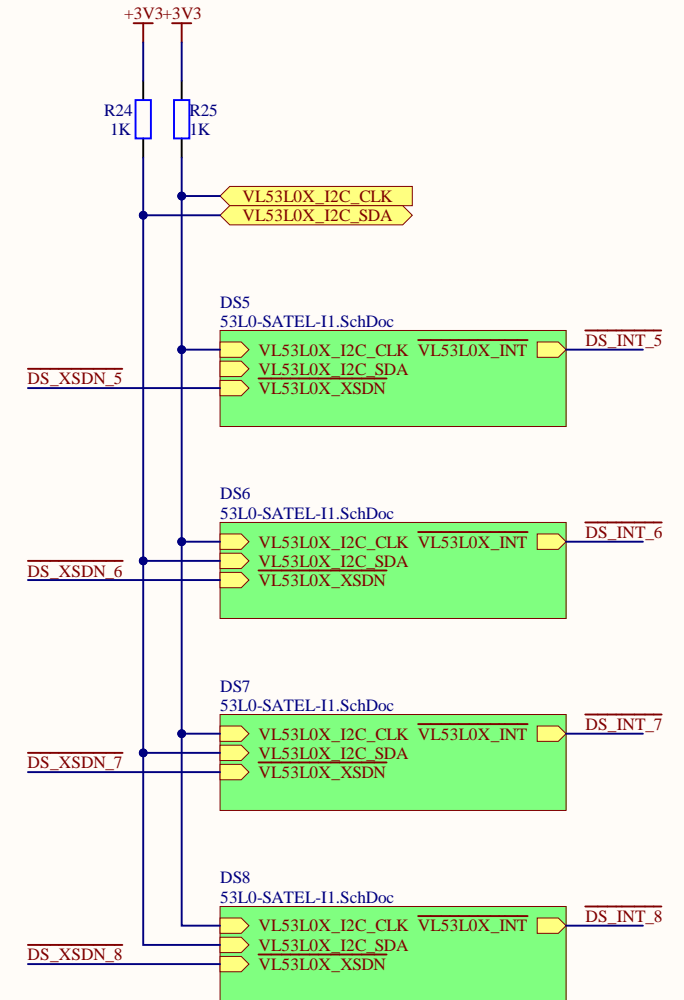 +3V3+3V3
R24 R25
1K 1K
VL53L0X_I2C_CLK
VL53L0X_I2C_SDA
DS5
53L0-SATEL-I1.SchDoc
DS_INT_5
VL53L0X_I2C_CLK VL53L0X_INT
VL53L0X_I2C_SDA
DS_XSDN_5
VL53L0X_XSDN
DS6
53L0-SATEL-I1.SchDoc
DS_INT_6
VL53L0X_I2C_CLK VL53L0X_INT
VL53L0X_I2C_SDA
DS_XSDN_6
VL53L0X_XSDN
DS7
53L0-SATEL-I1.SchDoc
DS_INT_7
VL53L0X_I2C_CLK VL53L0X_INT
VL53L0X_I2C_SDA
DS_XSDN_7
VL53L0X_XSDN
DS8
53L0-SATEL-I1.SchDoc
DS_INT_8
VL53L0X_I2C_CLK VL53L0X_INT
VL53L0X_I2C_SDA
DS_XSDN_8
VL53L0X_XSDN